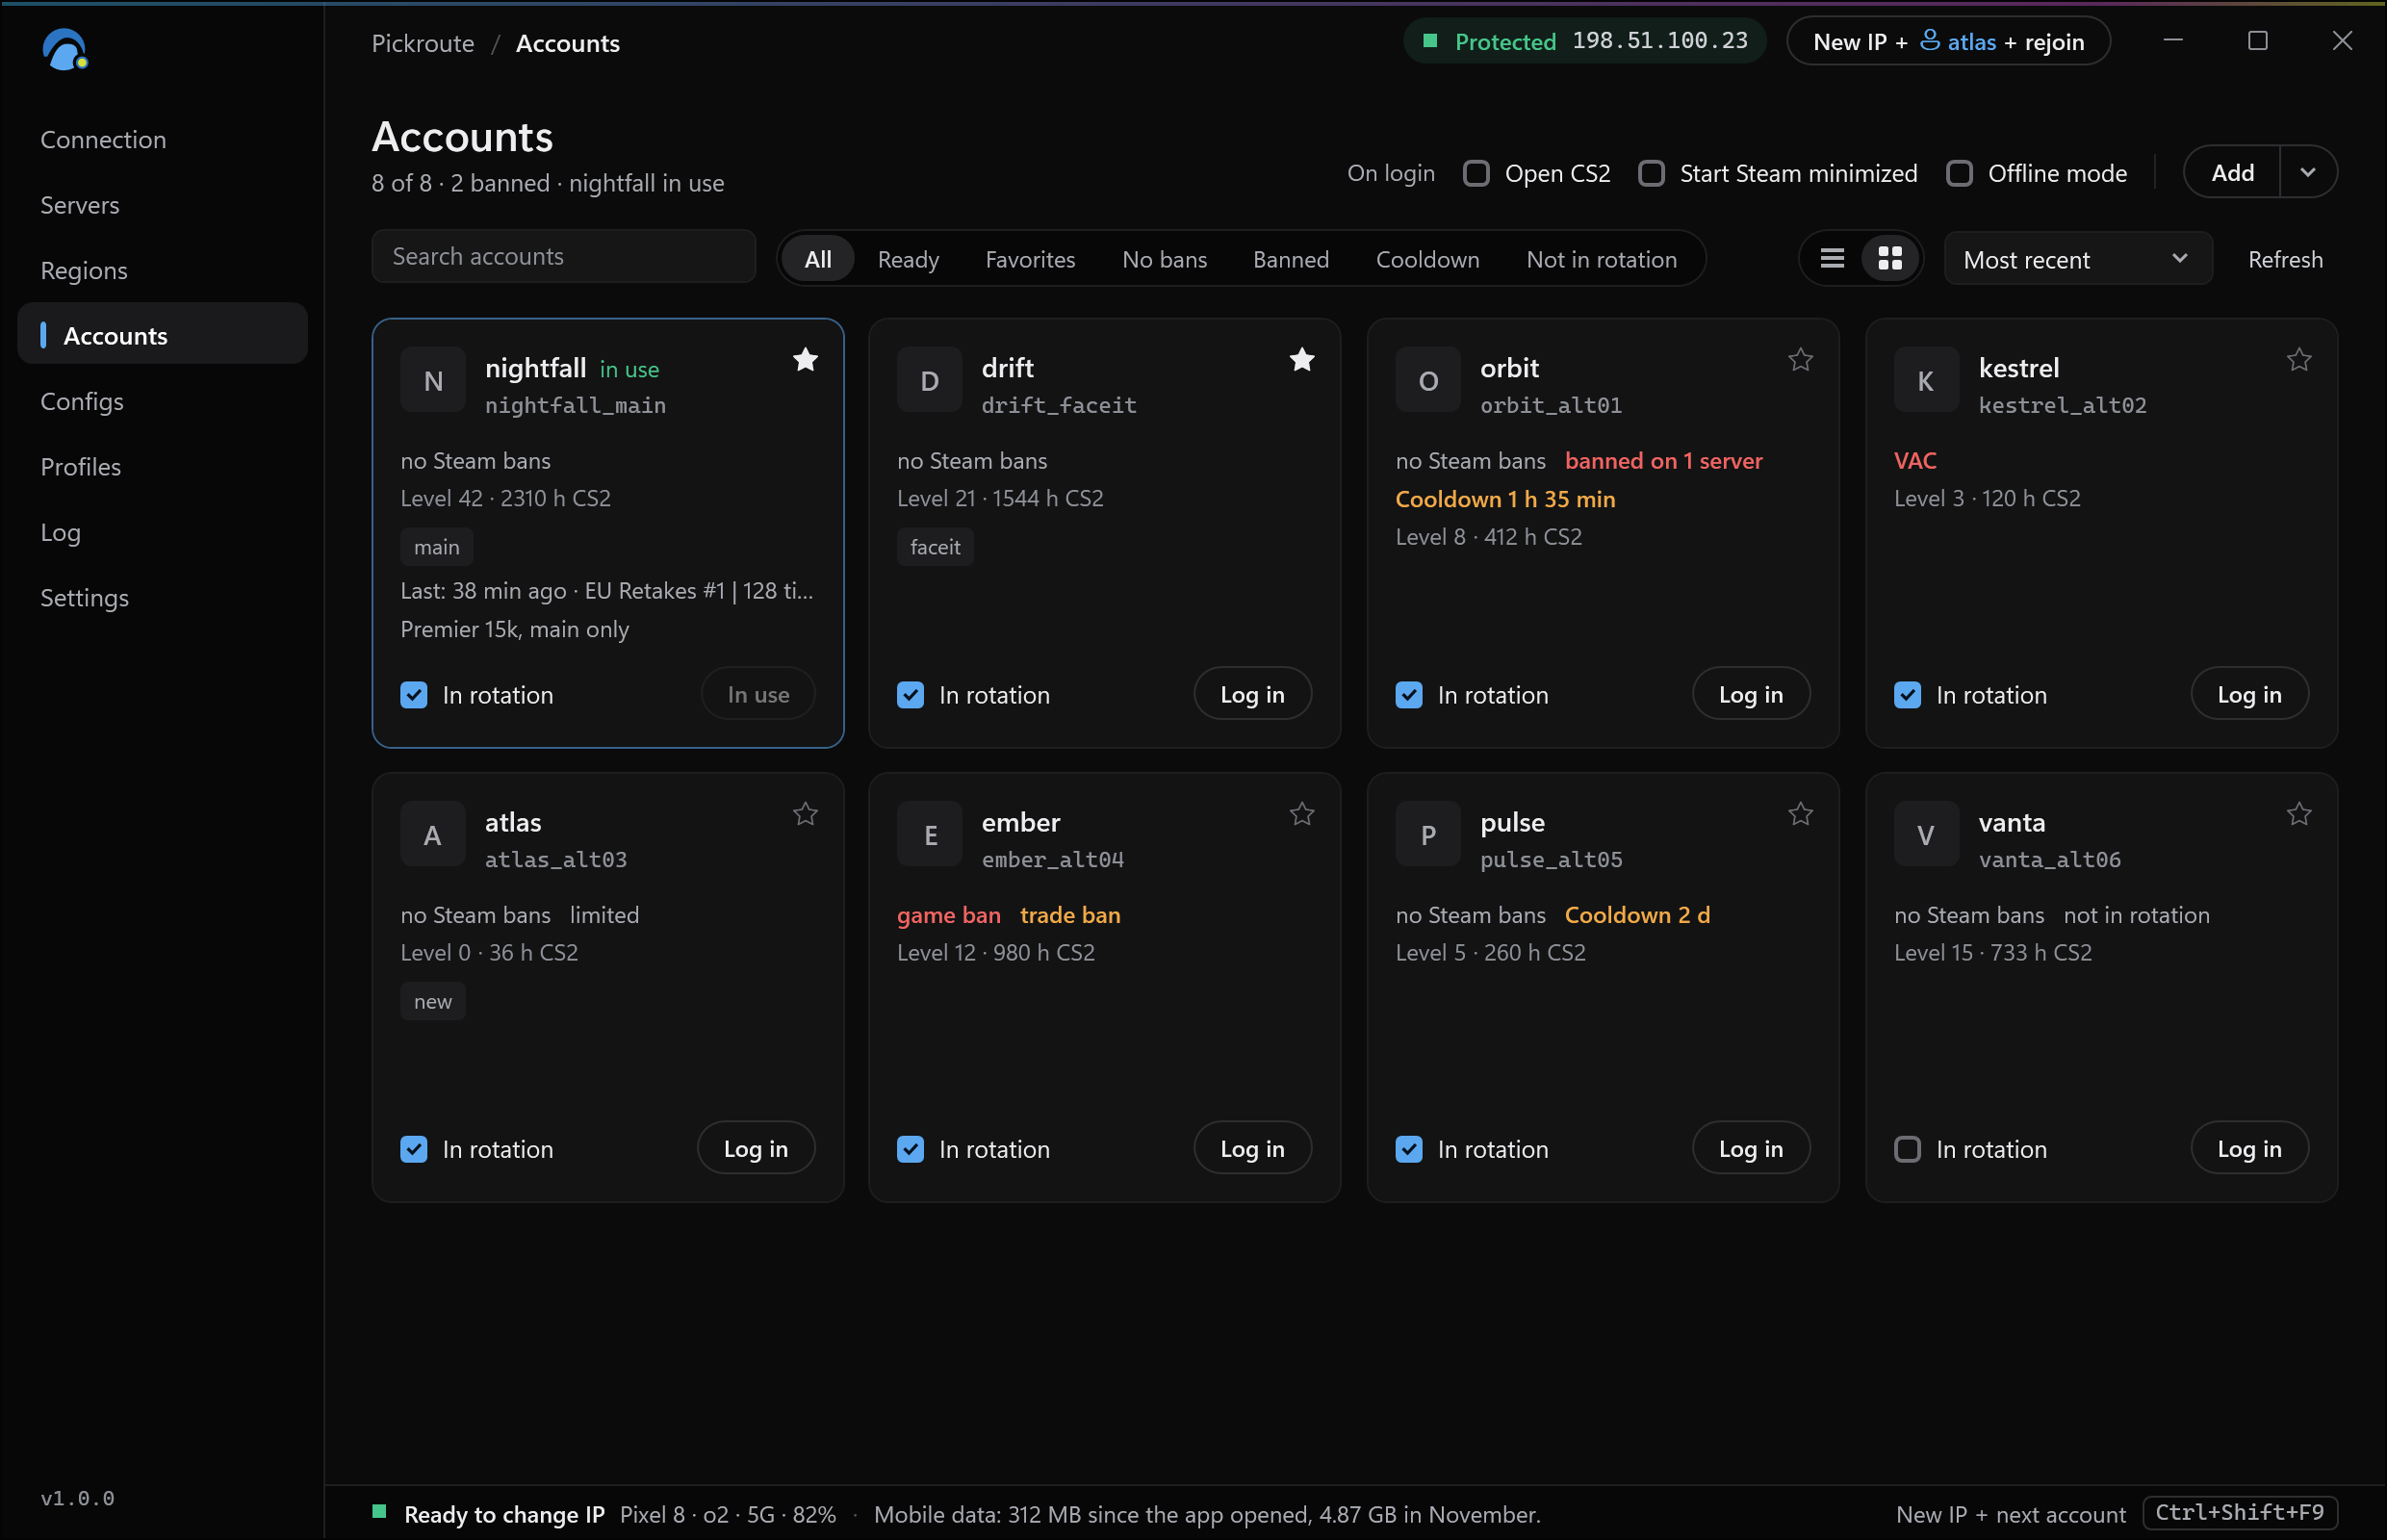 Pickroute / Accounts
Protected 198.51.100.23
New IP + atlas + rejoin
Connection
Servers
Regions
Accounts
Configs
Profiles
Log
Settings
v1.0.0
Accounts
8 of 8 · 2 banned · nightfall in use
On login Open CS2 Start Steam minimized Offline mode Add
Search accounts
All Ready Favorites No bans Banned Cooldown Not in rotation
Most recent Refresh
N nightfall in use
nightfall_main
no Steam bans
Level 42 · 2310 h CS2
main
Last: 38 min ago · EU Retakes #1 | 128 ti...
Premier 15k, main only
In rotation In use
D drift
drift_faceit
no Steam bans
Level 21 · 1544 h CS2
faceit
In rotation Log in
O orbit
orbit_alt01
no Steam bans banned on 1 server
Cooldown 1 h 35 min
Level 8 · 412 h CS2
In rotation Log in
K kestrel
kestrel_alt02
VAC
Level 3 · 120 h CS2
In rotation Log in
A atlas
atlas_alt03
no Steam bans limited
Level 0 · 36 h CS2
new
In rotation Log in
E ember
ember_alt04
game ban trade ban
Level 12 · 980 h CS2
In rotation Log in
P pulse
pulse_alt05
no Steam bans Cooldown 2 d
Level 5 · 260 h CS2
In rotation Log in
V vanta
vanta_alt06
no Steam bans not in rotation
Level 15 · 733 h CS2
In rotation Log in
Ready to change IP Pixel 8 · o2 · 5G · 82% · Mobile data: 312 MB since the app opened, 4.87 GB in November.
New IP + next account Ctrl+Shift+F9